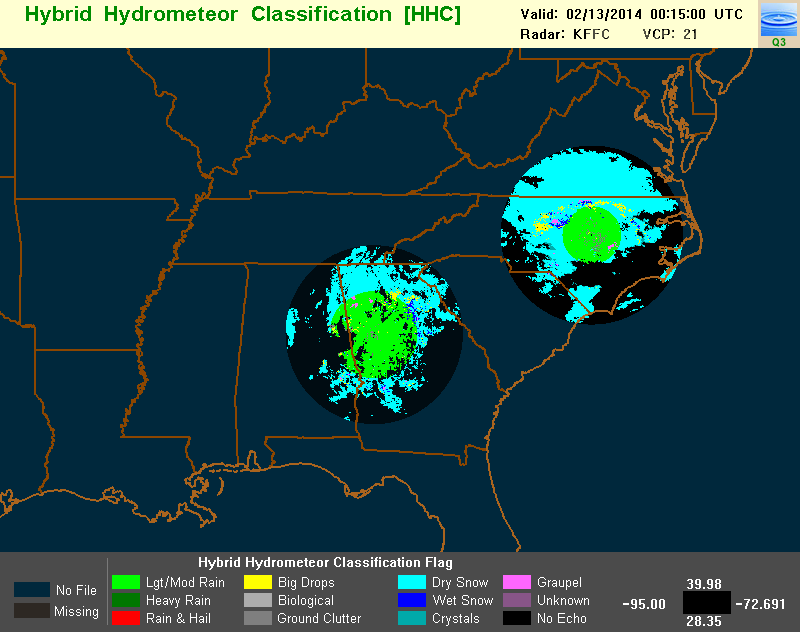 Hybrid Hydrometeor Classification [HHC]
Valid: 02/13/2014 00:15:00 UTC
Radar: KFFC VCP: 21
Q3
Hybrid Hydrometeor Classification Flag
No File
Missing
Lgt/Mod Rain
Heavy Rain
Rain & Hail
Big Drops
Biological
Ground Clutter
Dry Snow
Wet Snow
Crystals
Graupel
Unknown
No Echo
39.98
-95.00
-72.691
28.35